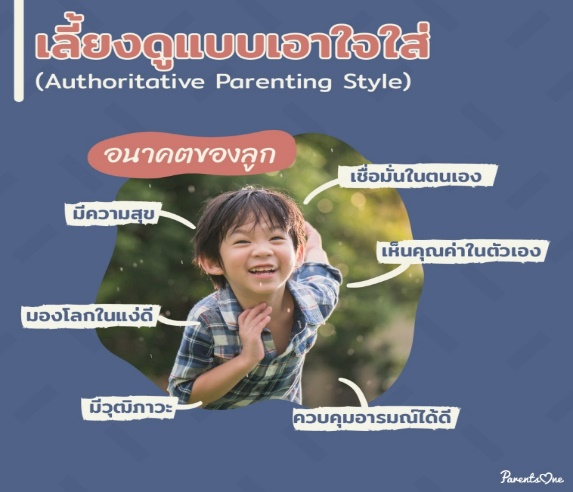 เลี้ยงดูแบบเอาใจใส่
(Authoritative Parenting Style)
อนาคตของลูก
เชื่อมั่นในตนเอง
มีความสุข
เห็นคุณค่าในตัวเอง
มองโลกในแง่ดี
มีวุฒิภาวะ
ควบคุมอารมณ์ได้ดี
ParentsOne